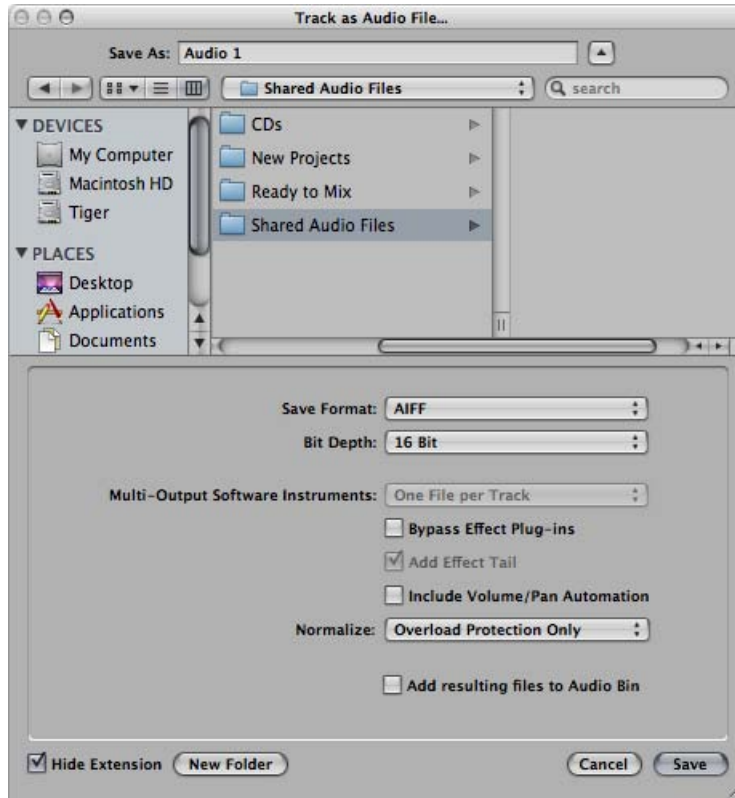 Track as Audio File...
Save As: Audio 1
Shared Audio Files
search
DEVICES
My Computer
Macintosh HD
Tiger
PLACES
Desktop
Applications
Documents
CDs
New Projects
Ready to Mix
Shared Audio Files
Save Format: AIFF
Bit Depth: 16 Bit
Multi-Output Software Instruments: One File per Track
Bypass Effect Plug-ins
Add Effect Tail
Include Volume/Pan Automation
Normalize: Overload Protection Only
Add resulting files to Audio Bin
Hide Extension New Folder Cancel Save